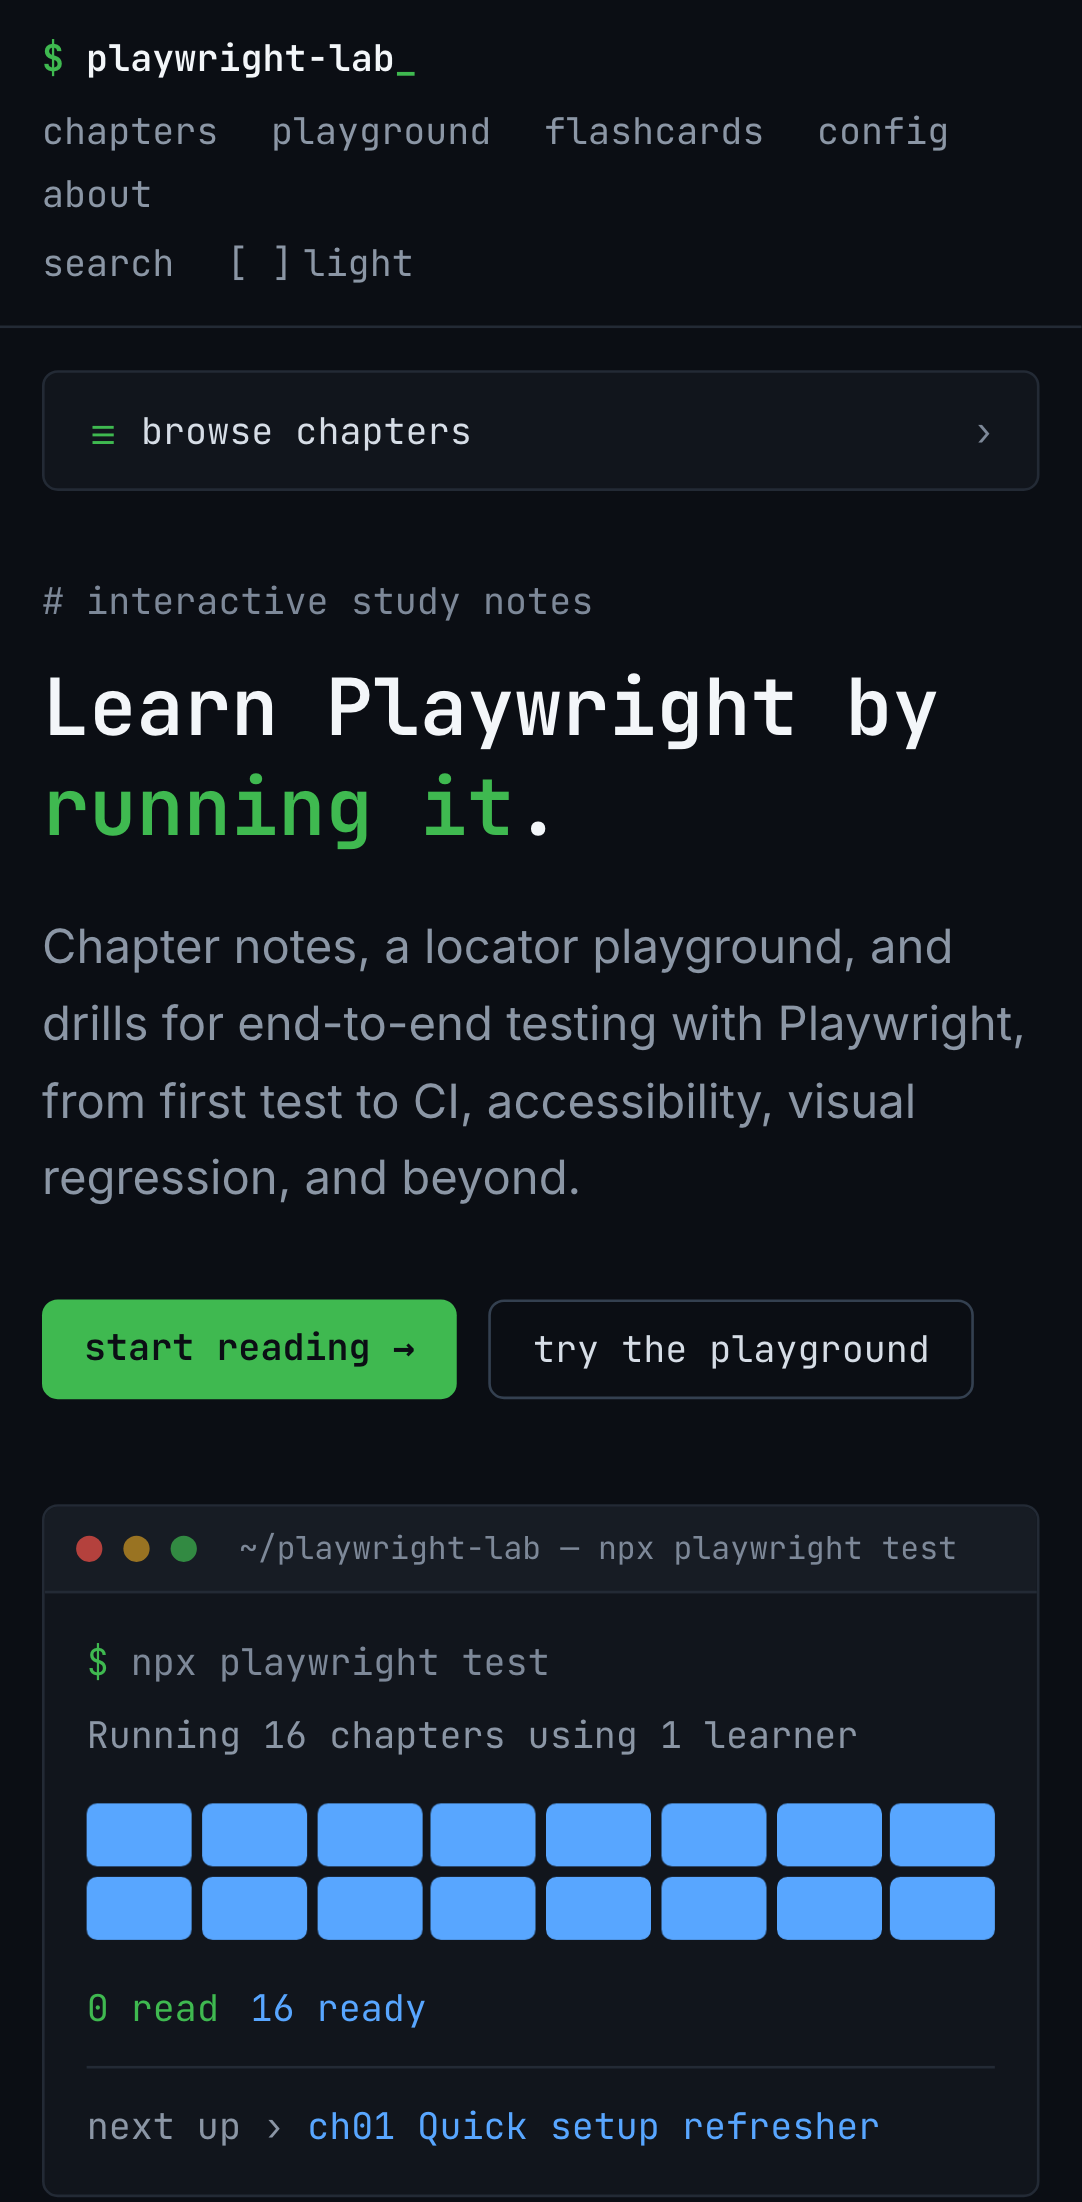 $ playwright-lab_
chapters playground flashcards config
about
search [ ] light
≡ browse chapters ›
# interactive study notes
Learn Playwright by
running it.
Chapter notes, a locator playground, and
drills for end-to-end testing with Playwright,
from first test to CI, accessibility, visual
regression, and beyond.
start reading → try the playground
~/playwright-lab — npx playwright test
$ npx playwright test
Running 16 chapters using 1 learner
0 read 16 ready
next up › ch01 Quick setup refresher